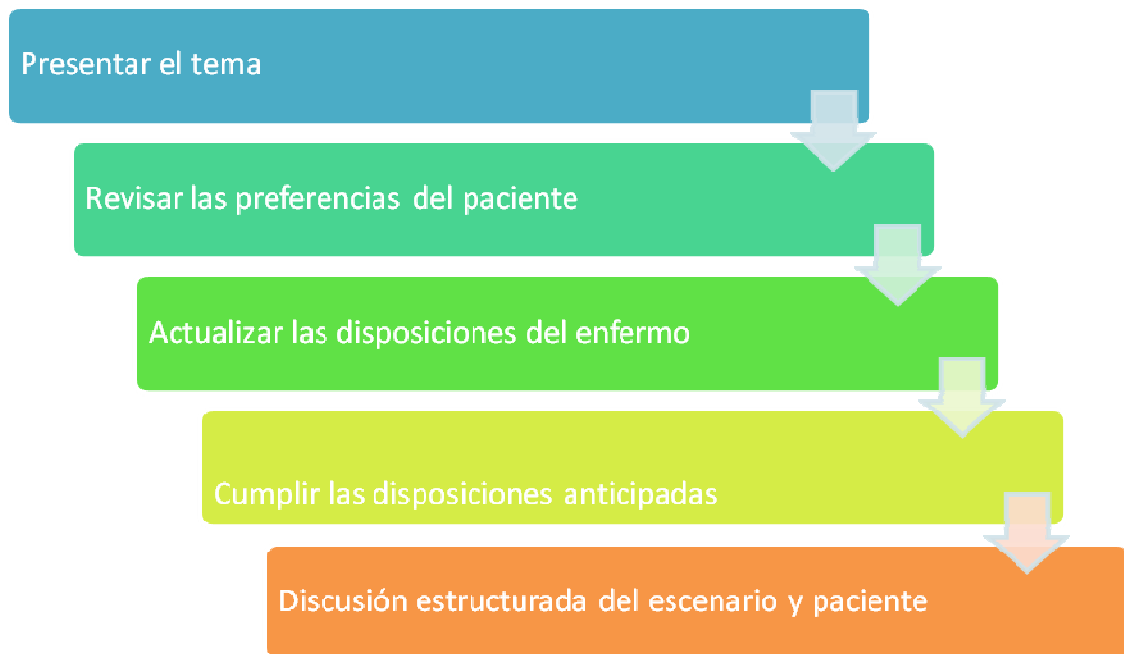 Presentar el tema
Revisar las preferencias del paciente
Actualizar las disposiciones del enfermo
Cumplir las disposiciones anticipadas
Discusión estructurada del escenario y paciente